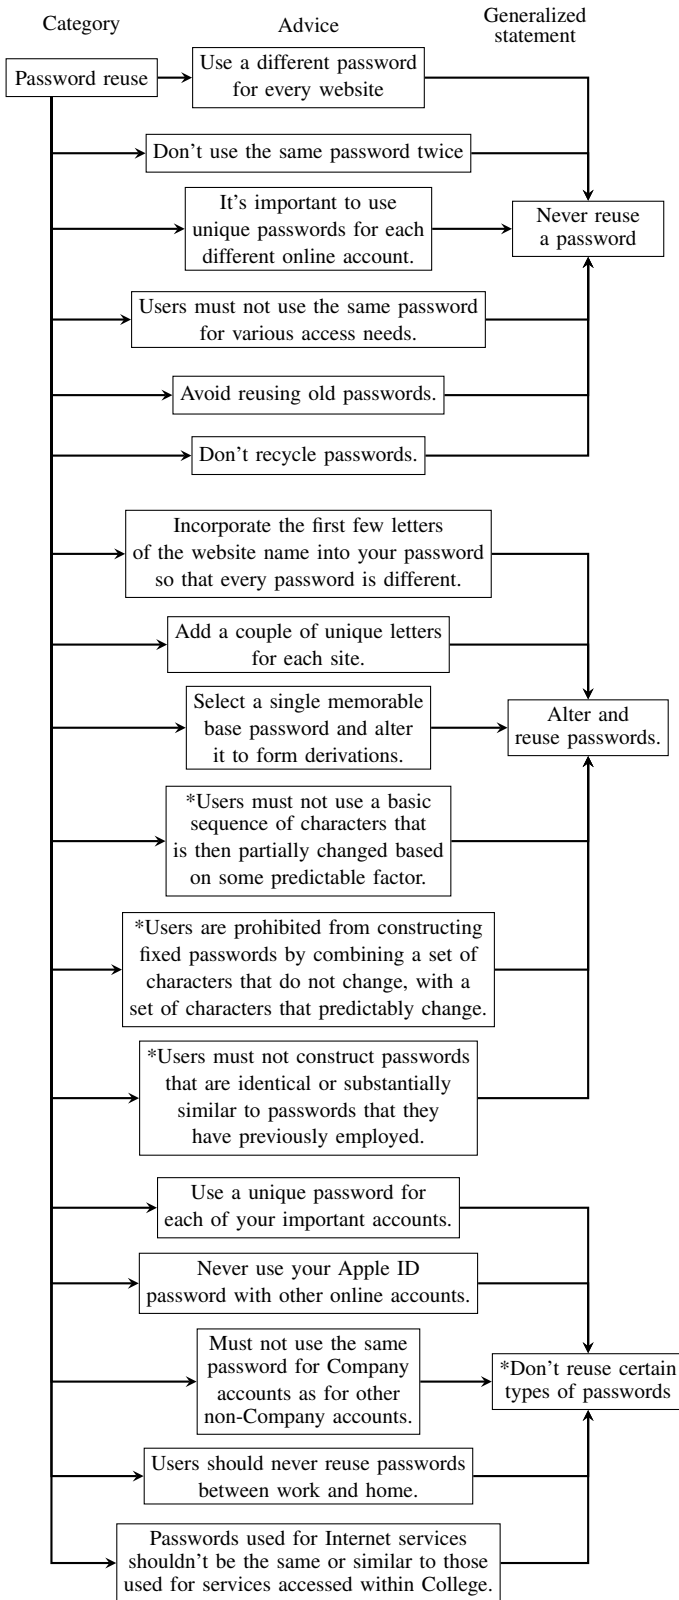 Category
Advice
Generalized
statement
Password reuse
Use a different password
for every website
Don't use the same password twice
It's important to use
unique passwords for each
different online account.
Never reuse
a password
Users must not use the same password
for various access needs.
Avoid reusing old passwords.
Don't recycle passwords.
Incorporate the first few letters
of the website name into your password
so that every password is different.
Add a couple of unique letters
for each site.
Select a single memorable
base password and alter
it to form derivations.
Alter and
reuse passwords.
*Users must not use a basic
sequence of characters that
is then partially changed based
on some predictable factor.
*Users are prohibited from constructing
fixed passwords by combining a set of
characters that do not change, with a
set of characters that predictably change.
*Users must not construct passwords
that are identical or substantially
similar to passwords that they
have previously employed.
Use a unique password for
each of your important accounts.
Never use your Apple ID
password with other online accounts.
Must not use the same
password for Company
accounts as for other
non-Company accounts.
*Don't reuse certain
types of passwords
Users should never reuse passwords
between work and home.
Passwords used for Internet services
shouldn't be the same or similar to those
used for services accessed within College.